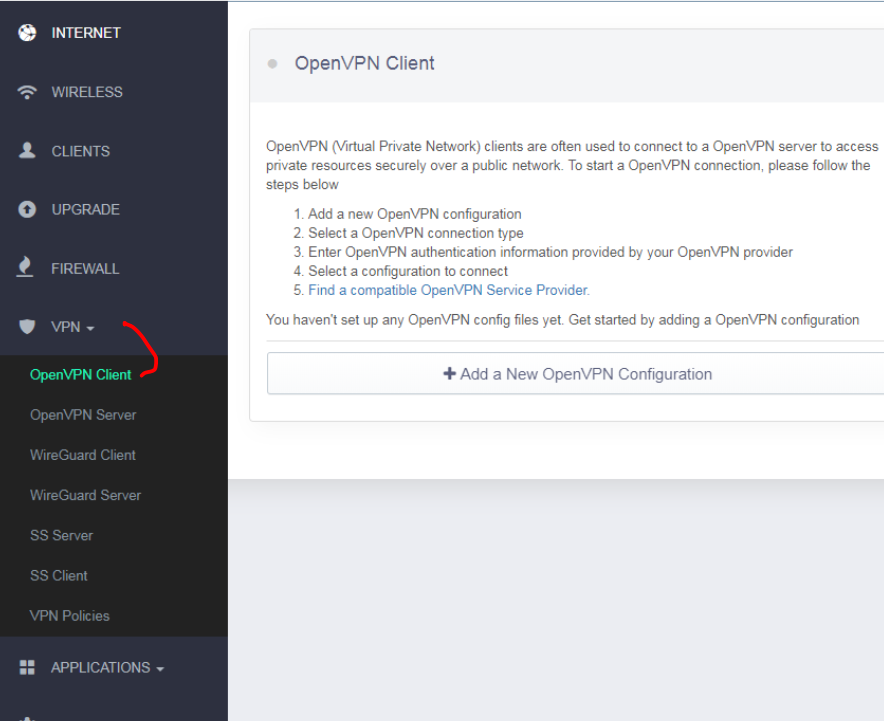 INTERNET
WIRELESS
CLIENTS
UPGRADE
FIREWALL
VPN
OpenVPN Client
OpenVPN Server
WireGuard Client
WireGuard Server
SS Server
SS Client
VPN Policies
APPLICATIONS
OpenVPN Client
OpenVPN (Virtual Private Network) clients are often used to connect to a OpenVPN server to access
private resources securely over a public network. To start a OpenVPN connection, please follow the
steps below
1. Add a new OpenVPN configuration
2. Select a OpenVPN connection type
3. Enter OpenVPN authentication information provided by your OpenVPN provider
4. Select a configuration to connect
5. Find a compatible OpenVPN Service Provider.
You haven't set up any OpenVPN config files yet. Get started by adding a OpenVPN configuration
+ Add a New OpenVPN Configuration